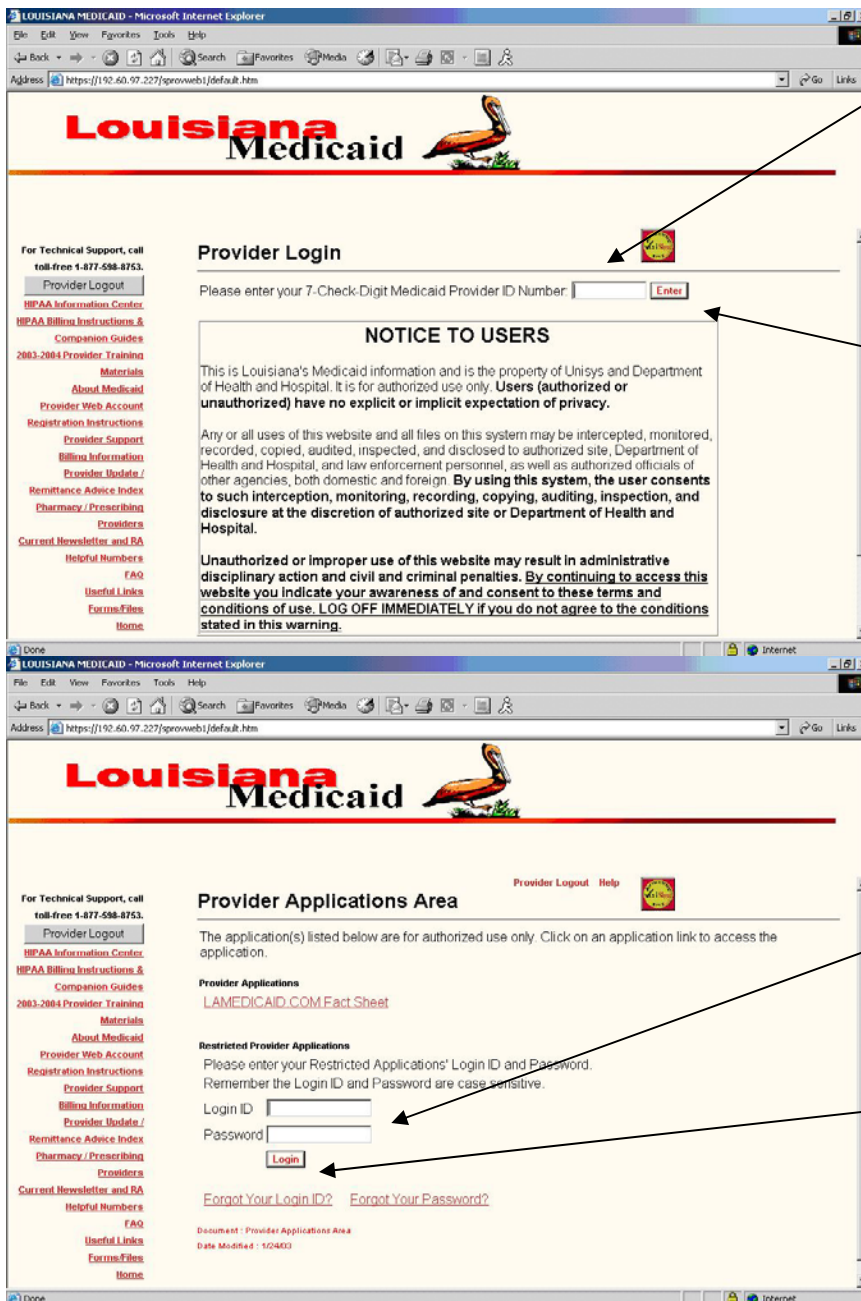 LOUISIANA MEDICAID - Microsoft Internet Explorer
File Edit View Favorites Tools Help
Back Search Favorites Media
Address https://192.60.97.227/sprovweb1/default.htm Go Links
Louisiana
Medicaid
For Technical Support, call
toll-free 1-877-598-8753.
Provider Logout
HIPAA Information Center
HIPAA Billing Instructions &
Companion Guides
2003-2004 Provider Training
Materials
About Medicaid
Provider Web Account
Registration Instructions
Provider Support
Billing Information
Provider Update /
Remittance Advice Index
Pharmacy / Prescribing
Providers
Current Newsletter and RA
Helpful Numbers
FAQ
Useful Links
Forms/Files
Home
Provider Login
Please enter your 7-Check-Digit Medicaid Provider ID Number: Enter
NOTICE TO USERS
This is Louisiana's Medicaid information and is the property of Unisys and Department
of Health and Hospital. It is for authorized use only. Users (authorized or
unauthorized) have no explicit or implicit expectation of privacy.
Any or all uses of this website and all files on this system may be intercepted, monitored,
recorded, copied, audited, inspected, and disclosed to authorized site, Department of
Health and Hospital, and law enforcement personnel, as well as authorized officials of
other agencies, both domestic and foreign. By using this system, the user consents
to such interception, monitoring, recording, copying, auditing, inspection, and
disclosure at the discretion of authorized site or Department of Health and
Hospital.
Unauthorized or improper use of this website may result in administrative
disciplinary action and civil and criminal penalties. By continuing to access this
website you indicate your awareness of and consent to these terms and
conditions of use. LOG OFF IMMEDIATELY if you do not agree to the conditions
stated in this warning.
Done Internet
LOUISIANA MEDICAID - Microsoft Internet Explorer
File Edit View Favorites Tools Help
Back Search Favorites Media
Address https://192.60.97.227/sprovweb1/default.htm Go Links
Louisiana
Medicaid
For Technical Support, call
toll-free 1-877-598-8753.
Provider Logout
HIPAA Information Center
HIPAA Billing Instructions &
Companion Guides
2003-2004 Provider Training
Materials
About Medicaid
Provider Web Account
Registration Instructions
Provider Support
Billing Information
Provider Update /
Remittance Advice Index
Pharmacy / Prescribing
Providers
Current Newsletter and RA
Helpful Numbers
FAQ
Useful Links
Forms/Files
Home
Provider Logout Help
Provider Applications Area
The application(s) listed below are for authorized use only. Click on an application link to access the
application.
Provider Applications
LAMEDICAID.COM Fact Sheet
Restricted Provider Applications
Please enter your Restricted Applications' Login ID and Password.
Remember the Login ID and Password are case sensitive.
Login ID
Password
Login
Forgot Your Login ID? Forgot Your Password?
Document : Provider Applications Area
Date Modified : 1/24/03
Done Internet